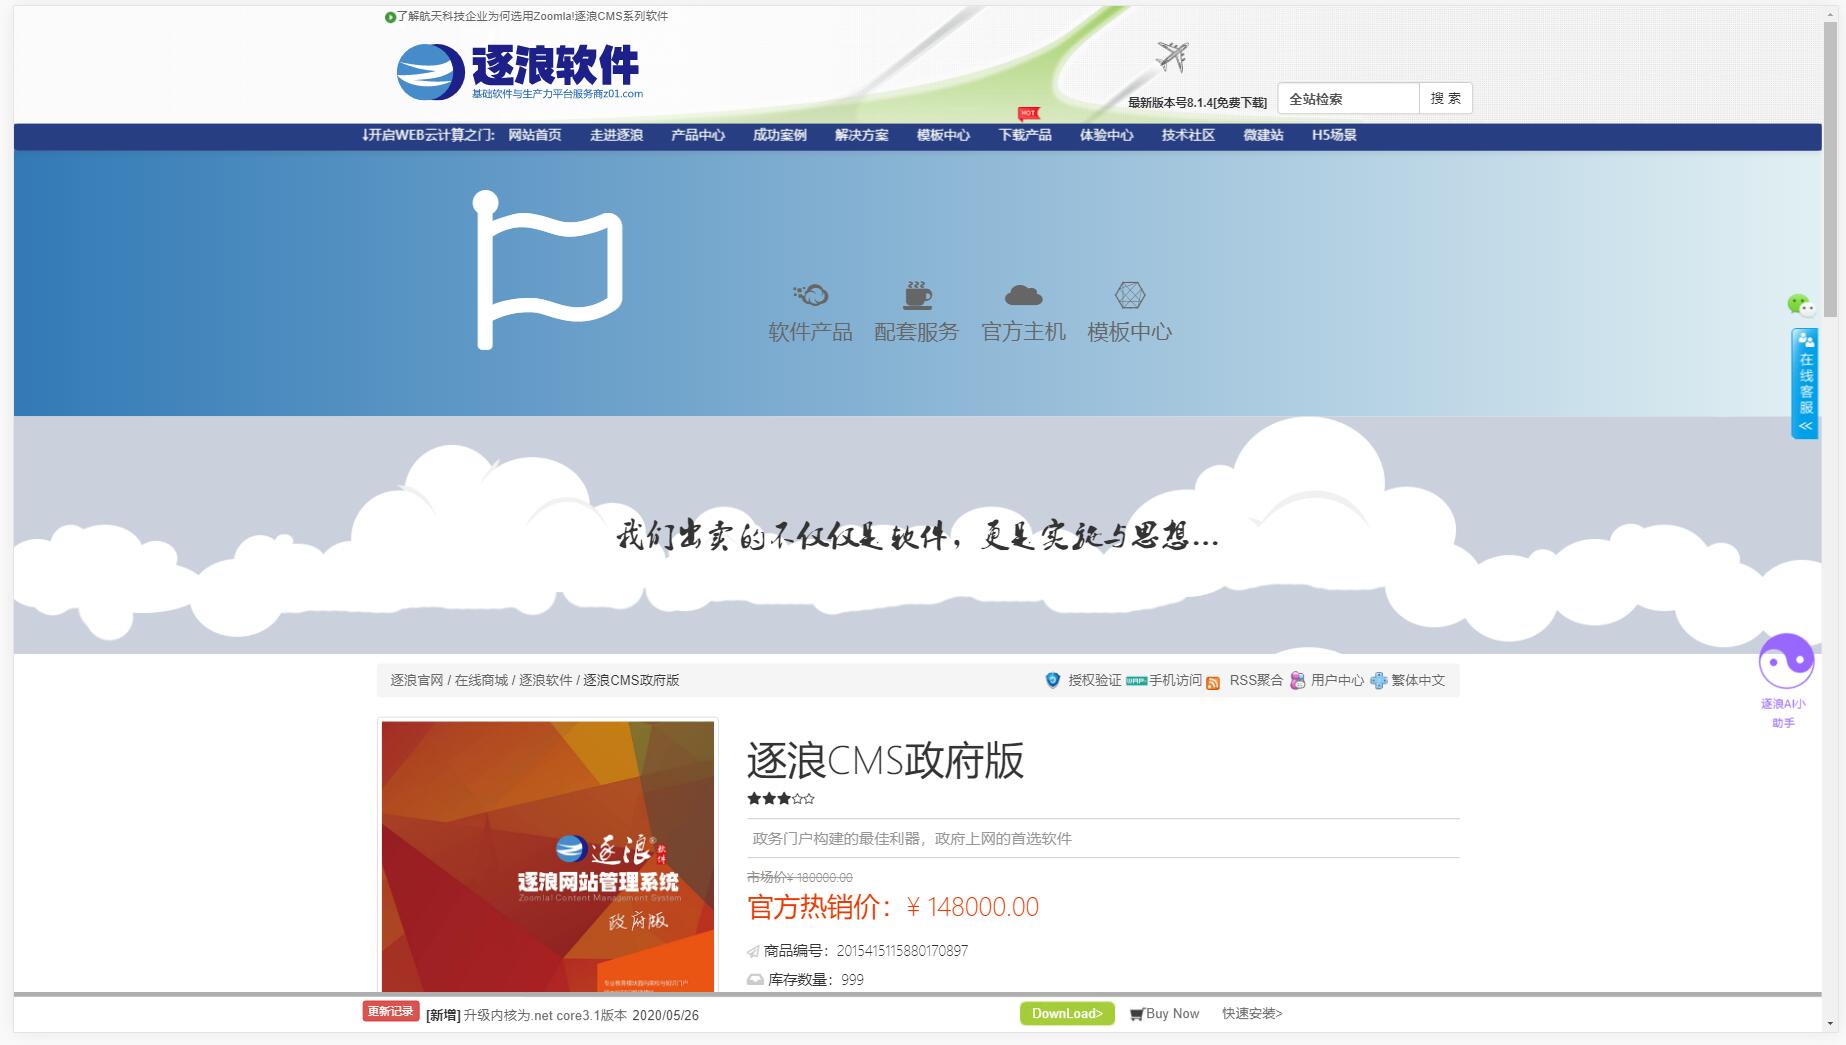 了解航天科技企业为何选用Zoomla!逐浪CMS系列软件
逐浪软件
基础软件与生产力平台服务商z01.com
最新版本号8.1.4[免费下载]
全站检索
搜 索
HOT
↓开启WEB云计算之门:
网站首页
走进逐浪
产品中心
成功案例
解决方案
模板中心
下载产品
体验中心
技术社区
微建站
H5场景
软件产品
配套服务
官方主机
模板中心
在线客服
<<
我们出卖的不仅仅是软件，更是实施与思想...
逐浪官网 / 在线商城 / 逐浪软件 / 逐浪CMS政府版
授权验证
WAP
手机访问
RSS聚合
用户中心
繁体中文
逐浪AI小
助手
逐浪®软件
逐浪网站管理系统
Zoomla! Content Management System
政府版
逐浪CMS政府版
政务门户构建的最佳利器，政府上网的首选软件
市场价¥ 180000.00
官方热销价：¥ 148000.00
商品编号：2015415115880170897
库存数量：999
更新记录
[新增] 升级内核为.net core3.1版本 2020/05/26
DownLoad>
Buy Now
快速安装>